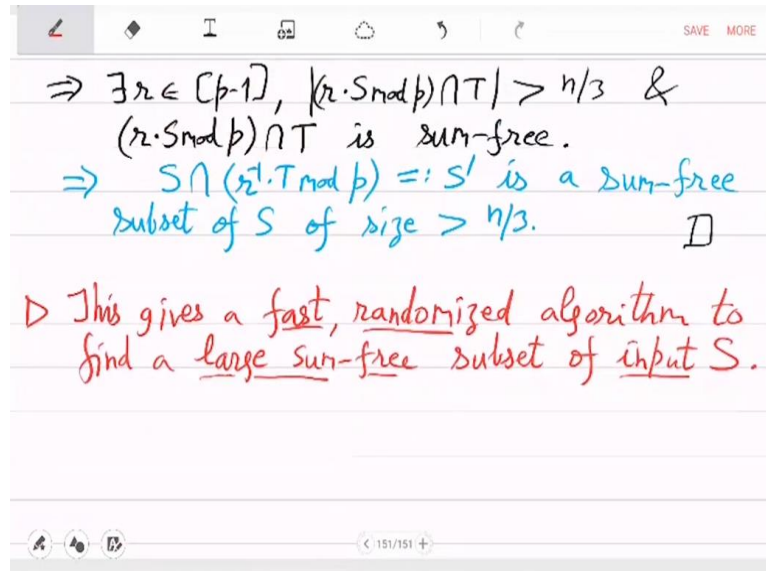 SAVE MORE
⇒ ∃r ∈ [p-1], |(r·S mod p)∩T| > n/3 &
(r·S mod p)∩T is sum-free.
⇒ S∩(r⁻¹·T mod p) =: S' is a sum-free
subset of S of size > n/3. □
▷ This gives a fast, randomized algorithm to
find a large sum-free subset of input S.
< 151/151 +